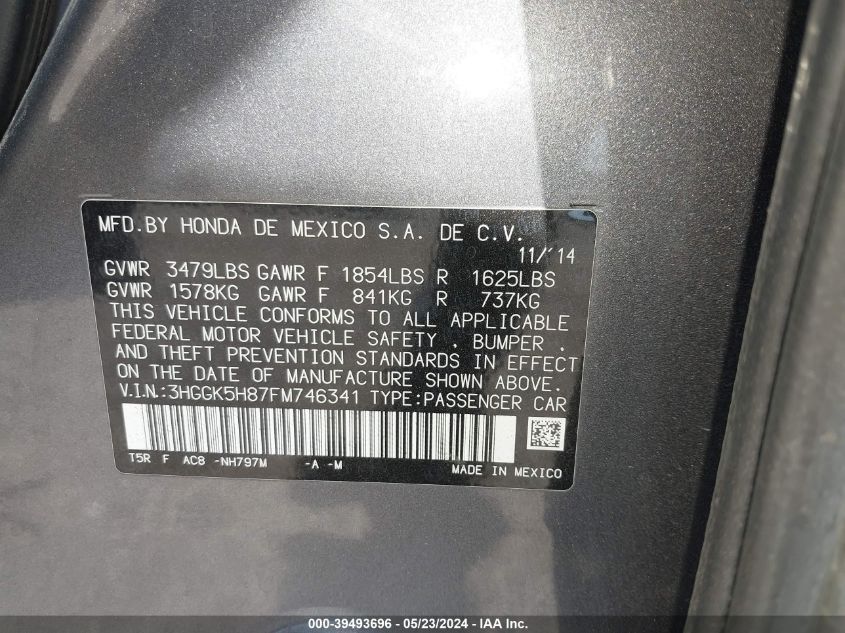 MFD.BY HONDA DE MEXICO S.A. DE C.V.
11/'14
GVWR 3479LBS GAWR F 1854LBS R 1625LBS
GVWR 1578KG GAWR F 841KG R 737KG
THIS VEHICLE CONFORMS TO ALL APPLICABLE
FEDERAL MOTOR VEHICLE SAFETY , BUMPER ,
AND THEFT PREVENTION STANDARDS IN EFFECT
ON THE DATE OF MANUFACTURE SHOWN ABOVE.
V.I.N:3HGGK5H87FM746341 TYPE:PASSENGER CAR
T5R F AC8 -NH797M -A -M MADE IN MEXICO
000-39493696 - 05/23/2024 - IAA Inc.